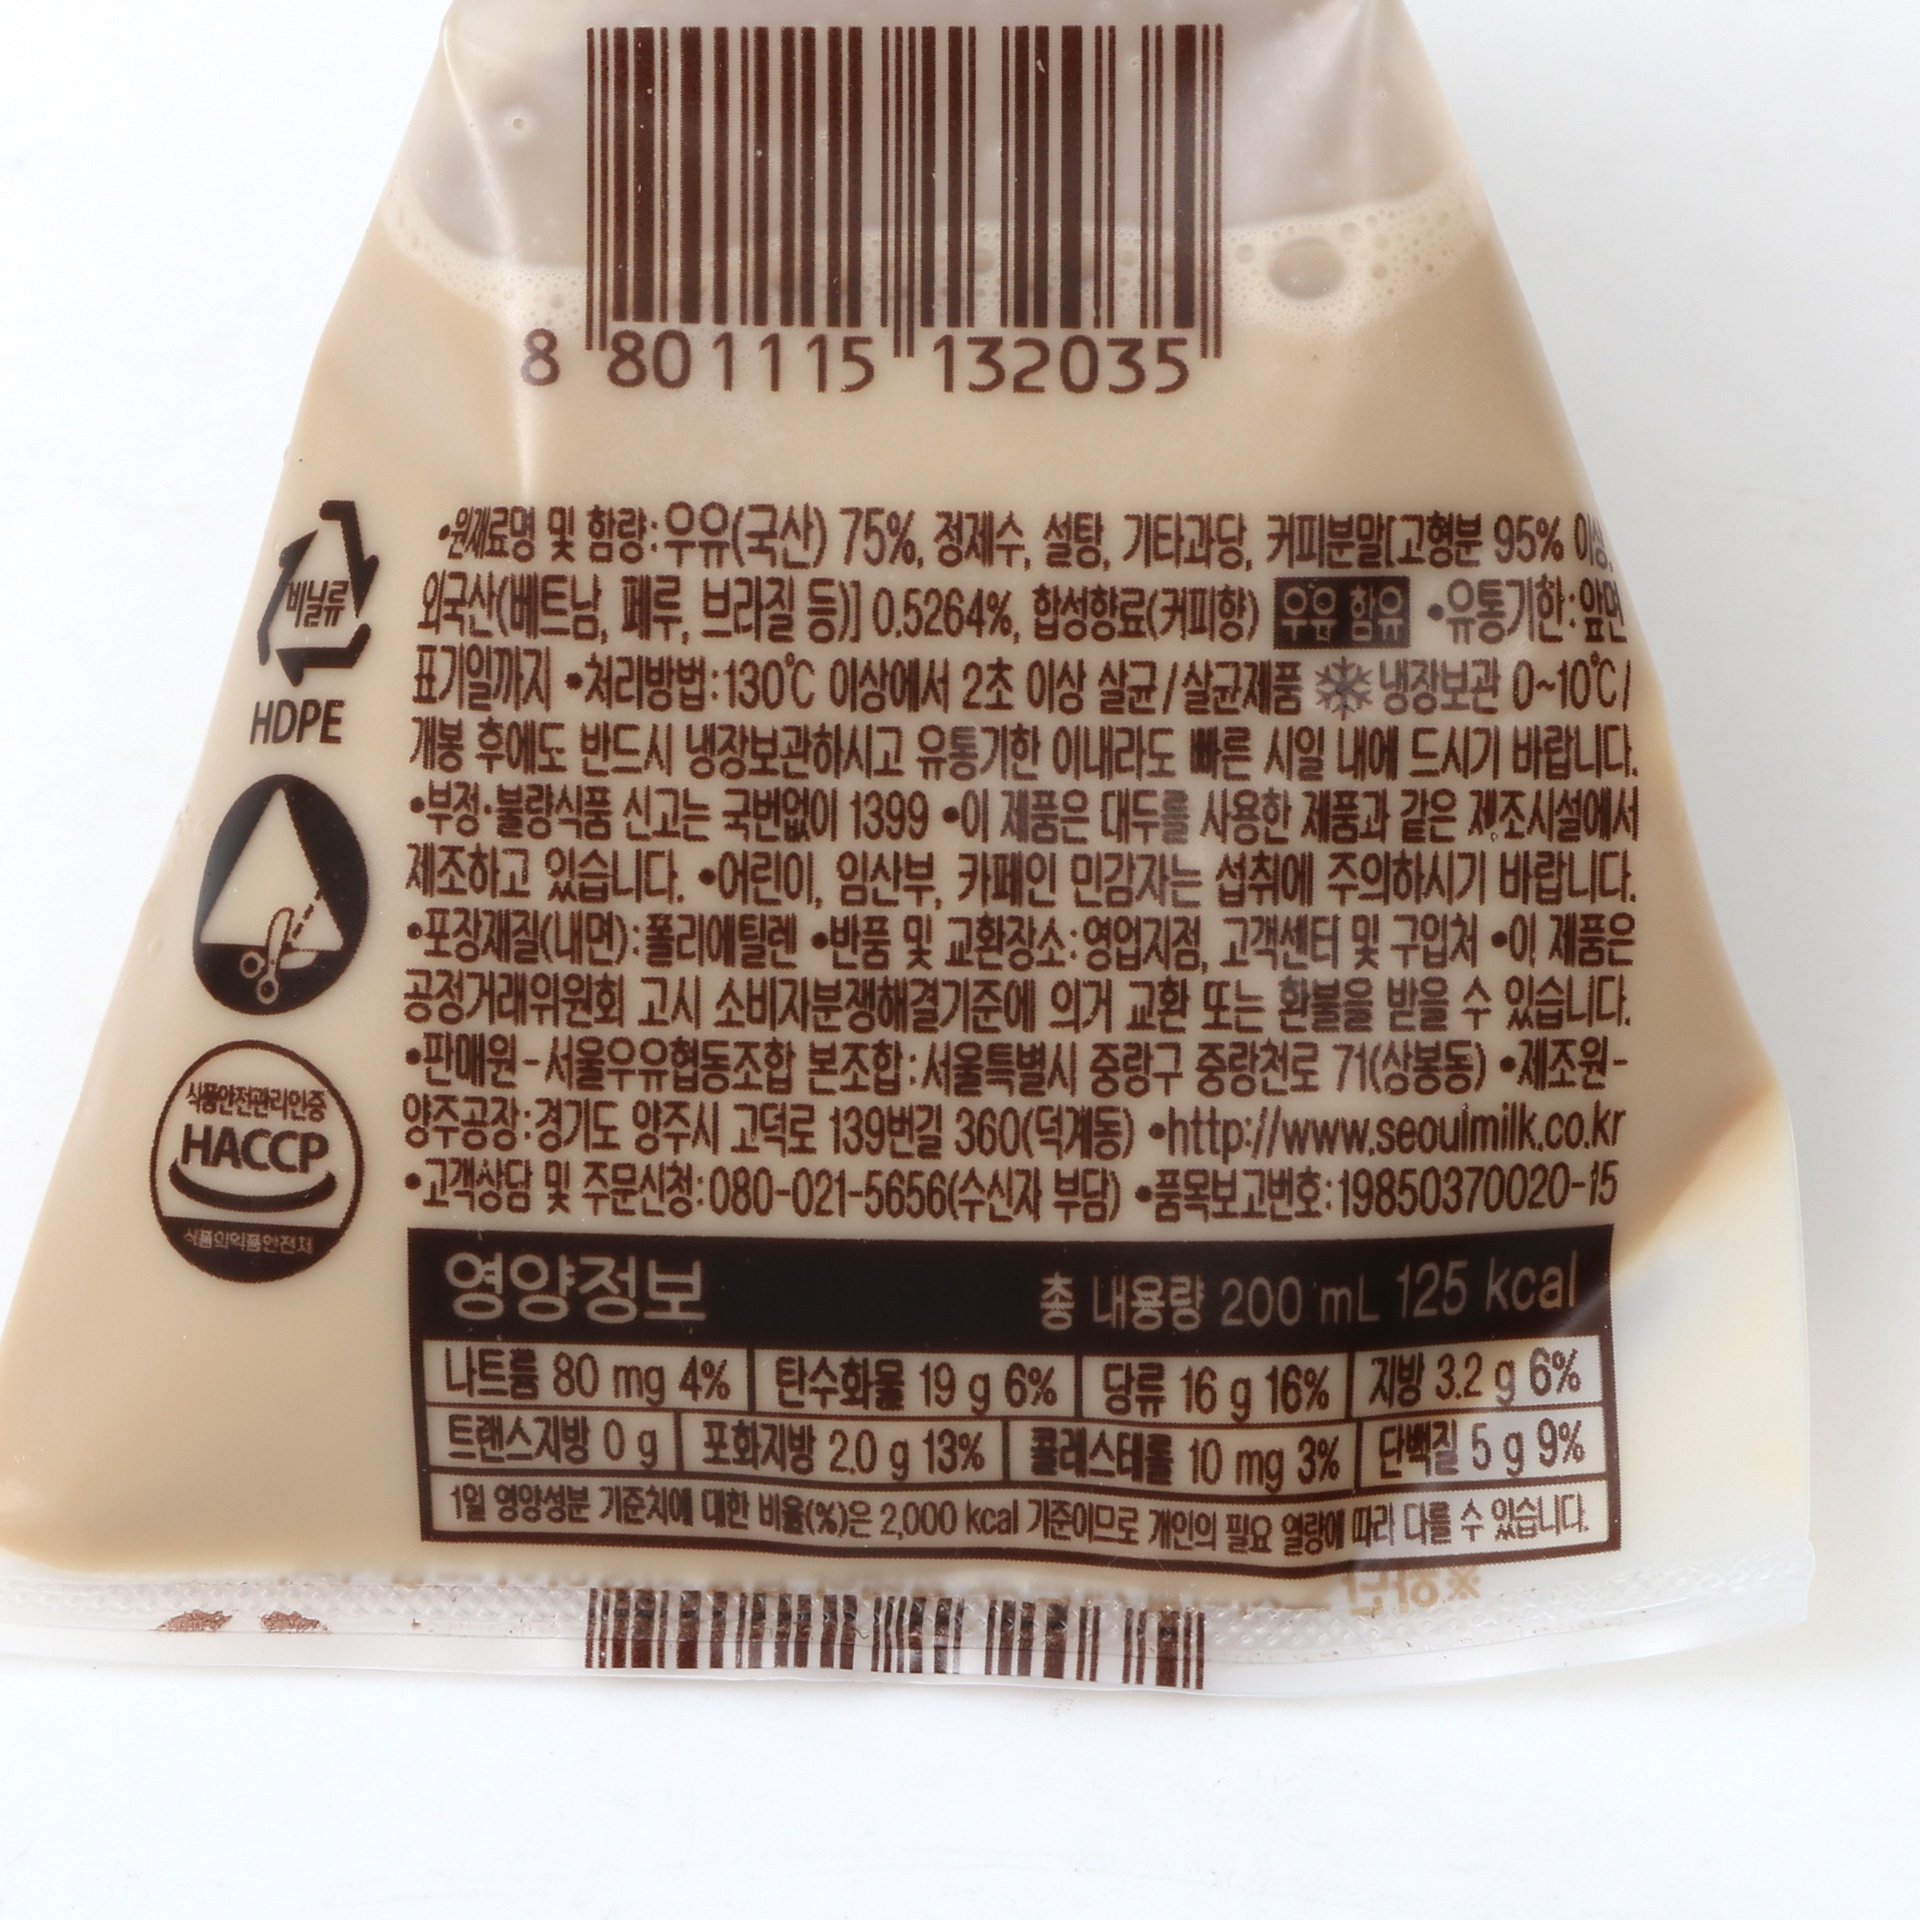 8 801115 132035
•원재료명 및 함량:우유(국산) 75%, 정제수, 설탕, 기타과당, 커피분말[고형분 95% 이상,
외국산(베트남, 페루, 브라질 등)] 0.5264%, 합성향료(커피향) 우유 함유 •유통기한:앞면
표기일까지 •처리방법:130℃ 이상에서 2초 이상 살균/살균제품 냉장보관 0~10℃/
개봉 후에도 반드시 냉장보관하시고 유통기한 이내라도 빠른 시일 내에 드시기 바랍니다.
•부정·불량식품 신고는 국번없이 1399 •이 제품은 대두를 사용한 제품과 같은 제조시설에서
제조하고 있습니다. •어린이, 임산부, 카페인 민감자는 섭취에 주의하시기 바랍니다.
•포장재질(내면):폴리에틸렌 •반품 및 교환장소:영업지점, 고객센터 및 구입처 •이 제품은
공정거래위원회 고시 소비자분쟁해결기준에 의거 교환 또는 환불을 받을 수 있습니다.
•판매원-서울우유협동조합 본조합:서울특별시 중랑구 중랑천로 71(상봉동) •제조원-
양주공장:경기도 양주시 고덕로 139번길 360(덕계동) •http://www.seoulmilk.co.kr
•고객상담 및 주문신청:080-021-5656(수신자 부담) •품목보고번호:19850370020-15
비닐류
HDPE
식품안전관리인증
HACCP
식품의약품안전처
영양정보 총 내용량 200 mL 125 kcal
나트륨 80 mg 4% 탄수화물 19 g 6% 당류 16 g 16% 지방 3.2 g 6%
트랜스지방 0 g 포화지방 2.0 g 13% 콜레스테롤 10 mg 3% 단백질 5 g 9%
1일 영양성분 기준치에 대한 비율(%)은 2,000 kcal 기준이므로 개인의 필요 열량에 따라 다를 수 있습니다.